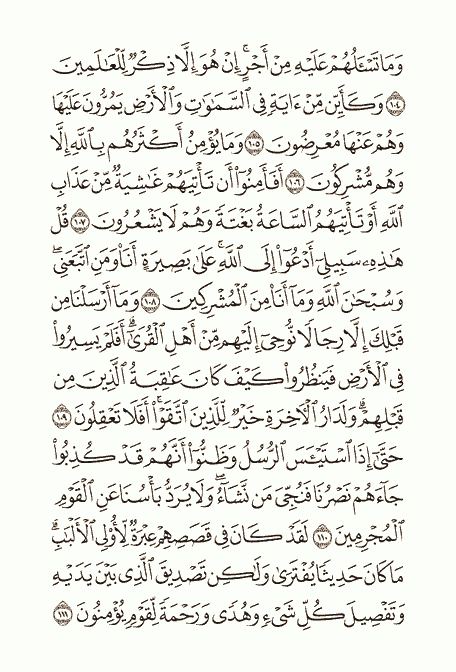 وَمَا تَسْـَٔلُهُمْ عَلَيْهِ مِنْ أَجْرٍ ۚ إِنْ هُوَ إِلَّا ذِكْرٌ لِّلْعَـٰلَمِينَ
١٠٤ وَكَأَيِّن مِّنْ ءَايَةٍ فِى ٱلسَّمَـٰوَٰتِ وَٱلْأَرْضِ يَمُرُّونَ عَلَيْهَا
وَهُمْ عَنْهَا مُعْرِضُونَ ١٠٥ وَمَا يُؤْمِنُ أَكْثَرُهُم بِٱللَّهِ إِلَّا
وَهُم مُّشْرِكُونَ ١٠٦ أَفَأَمِنُوٓا۟ أَن تَأْتِيَهُمْ غَـٰشِيَةٌ مِّنْ عَذَابِ
ٱللَّهِ أَوْ تَأْتِيَهُمُ ٱلسَّاعَةُ بَغْتَةً وَهُمْ لَا يَشْعُرُونَ ١٠٧ قُلْ
هَـٰذِهِۦ سَبِيلِىٓ أَدْعُوٓا۟ إِلَى ٱللَّهِ ۚ عَلَىٰ بَصِيرَةٍ أَنَا۠ وَمَنِ ٱتَّبَعَنِى ۖ
وَسُبْحَـٰنَ ٱللَّهِ وَمَآ أَنَا۠ مِنَ ٱلْمُشْرِكِينَ ١٠٨ وَمَآ أَرْسَلْنَا مِن
قَبْلِكَ إِلَّا رِجَالًا نُّوحِىٓ إِلَيْهِم مِّنْ أَهْلِ ٱلْقُرَىٰٓ ۗ أَفَلَمْ يَسِيرُوا۟
فِى ٱلْأَرْضِ فَيَنظُرُوا۟ كَيْفَ كَانَ عَـٰقِبَةُ ٱلَّذِينَ مِن
قَبْلِهِمْ ۗ وَلَدَارُ ٱلْـَٔاخِرَةِ خَيْرٌ لِّلَّذِينَ ٱتَّقَوْا۟ ۗ أَفَلَا تَعْقِلُونَ ١٠٩
حَتَّىٰٓ إِذَا ٱسْتَيْـَٔسَ ٱلرُّسُلُ وَظَنُّوٓا۟ أَنَّهُمْ قَدْ كُذِبُوا۟
جَآءَهُمْ نَصْرُنَا فَنُجِّىَ مَن نَّشَآءُ ۖ وَلَا يُرَدُّ بَأْسُنَا عَنِ ٱلْقَوْمِ
ٱلْمُجْرِمِينَ ١١٠ لَقَدْ كَانَ فِى قَصَصِهِمْ عِبْرَةٌ لِّأُو۟لِى ٱلْأَلْبَـٰبِ ۗ
مَا كَانَ حَدِيثًا يُفْتَرَىٰ وَلَـٰكِن تَصْدِيقَ ٱلَّذِى بَيْنَ يَدَيْهِ
وَتَفْصِيلَ كُلِّ شَىْءٍ وَهُدًى وَرَحْمَةً لِّقَوْمٍ يُؤْمِنُونَ ١١١